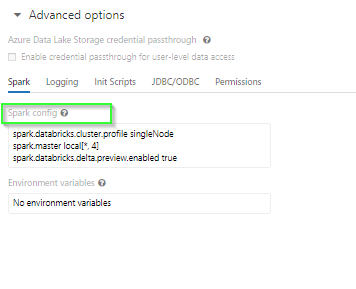 Advanced options
Azure Data Lake Storage credential passthrough ?
Enable credential passthrough for user-level data access
Spark Logging Init Scripts JDBC/ODBC Permissions
Spark config ?
spark.databricks.cluster.profile singleNode
spark.master local[*, 4]
spark.databricks.delta.preview.enabled true
Environment variables ?
No environment variables